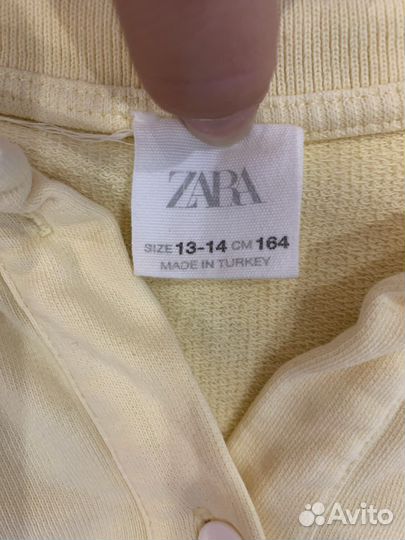 ZARA
SIZE 13-14 CM 164
MADE IN TURKEY
Avito